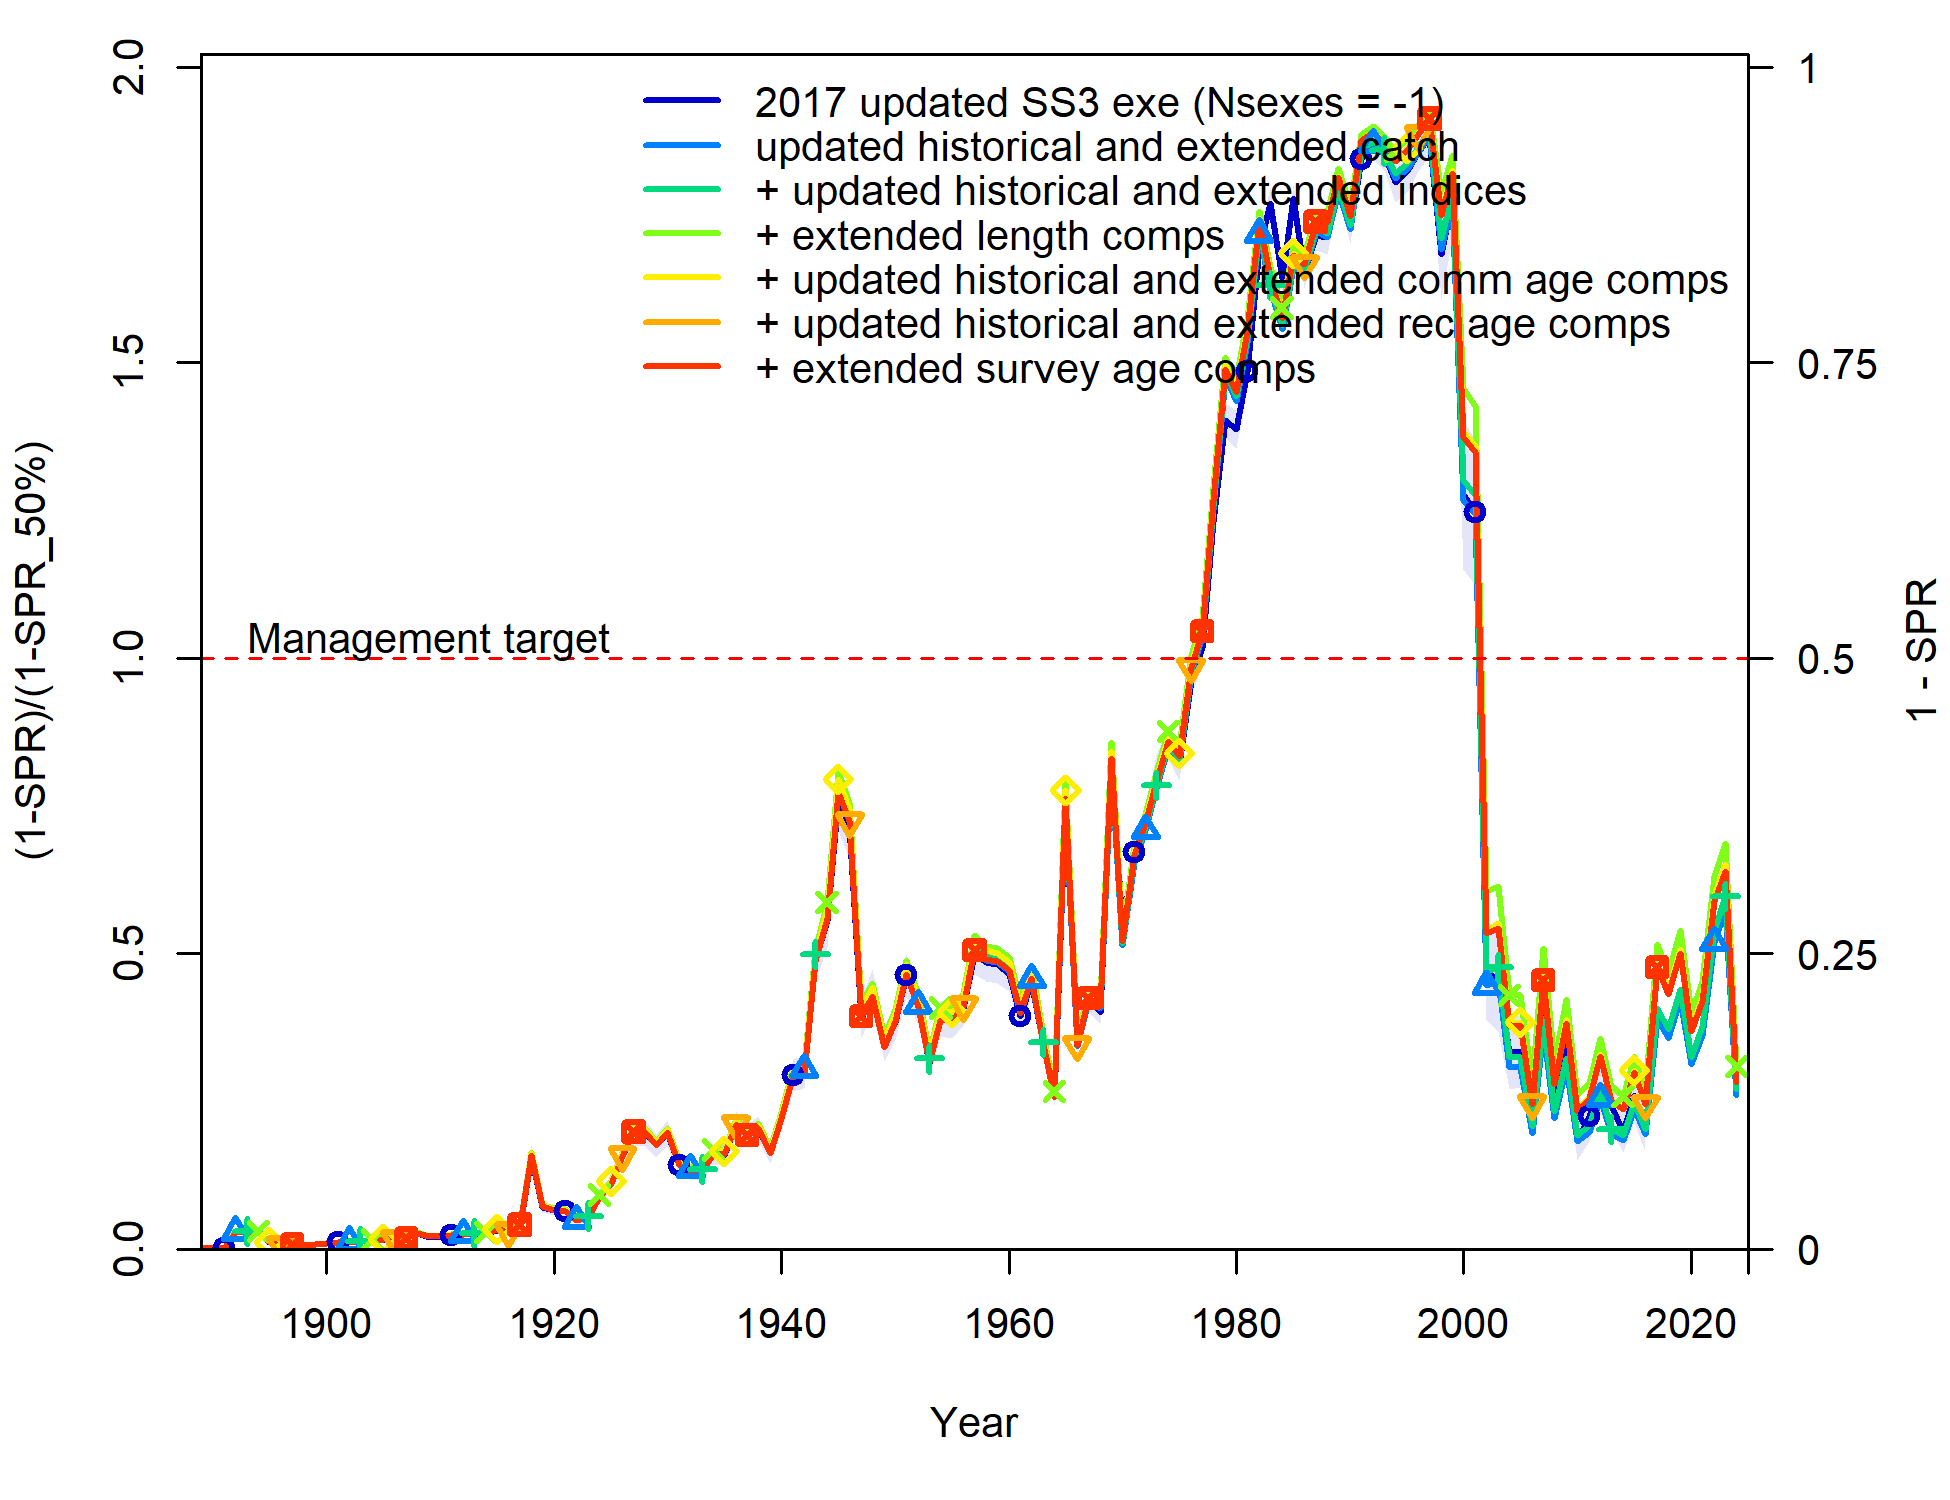 2017 updated SS3 exe (Nsexes = -1)
updated historical and extended catch
+ updated historical and extended indices
+ extended length comps
+ updated historical and extended comm age comps
+ updated historical and extended rec age comps
+ extended survey age comps
Management target
(1-SPR)/(1-SPR_50%)
2.0
1.5
1.0
0.5
0.0
1
0.75
0.5
0.25
0
1 - SPR
1900 1920 1940 1960 1980 2000 2020
Year